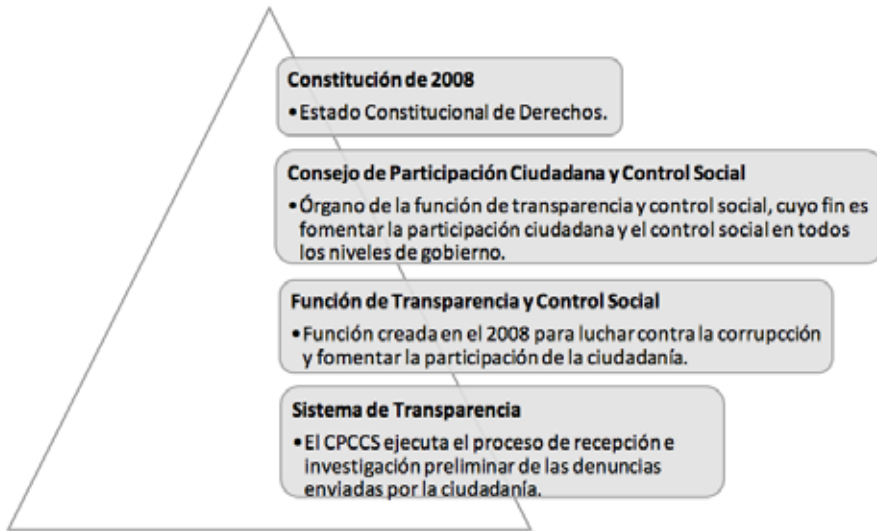 Constitución de 2008
•Estado Constitucional de Derechos.
Consejo de Participación Ciudadana y Control Social
•Órgano de la función de transparencia y control social, cuyo fin es
fomentar la participación ciudadana y el control social en todos
los niveles de gobierno.
Función de Transparencia y Control Social
•Función creada en el 2008 para luchar contra la corrupcción
y fomentar la participación de la ciudadanía.
Sistema de Transparencia
•El CPCCS ejecuta el proceso de recepción e
investigación preliminar de las denuncias
enviadas por la ciudadanía.